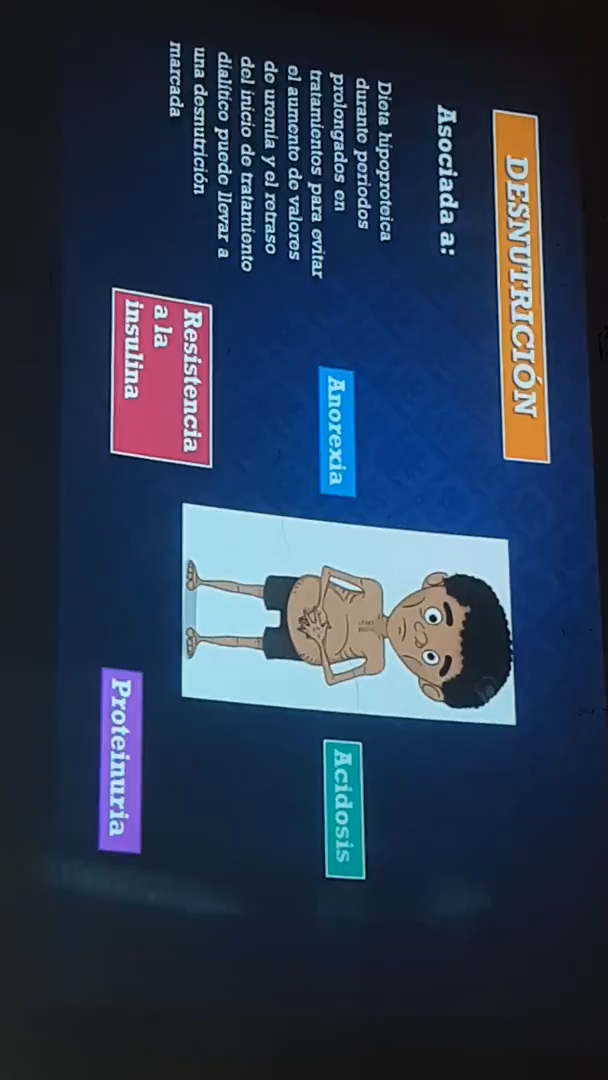 DESNUTRICIÓN
Asociada a:
Dieta hipoproteica
durante periodos
prolongados en
tratamientos para evitar
el aumento de valores
de uremia y el retraso
del inicio de tratamiento
dialítico puede llevar a
una desnutrición
marcada
Anorexia
Acidosis
Resistencia
a la
insulina
Proteinuria